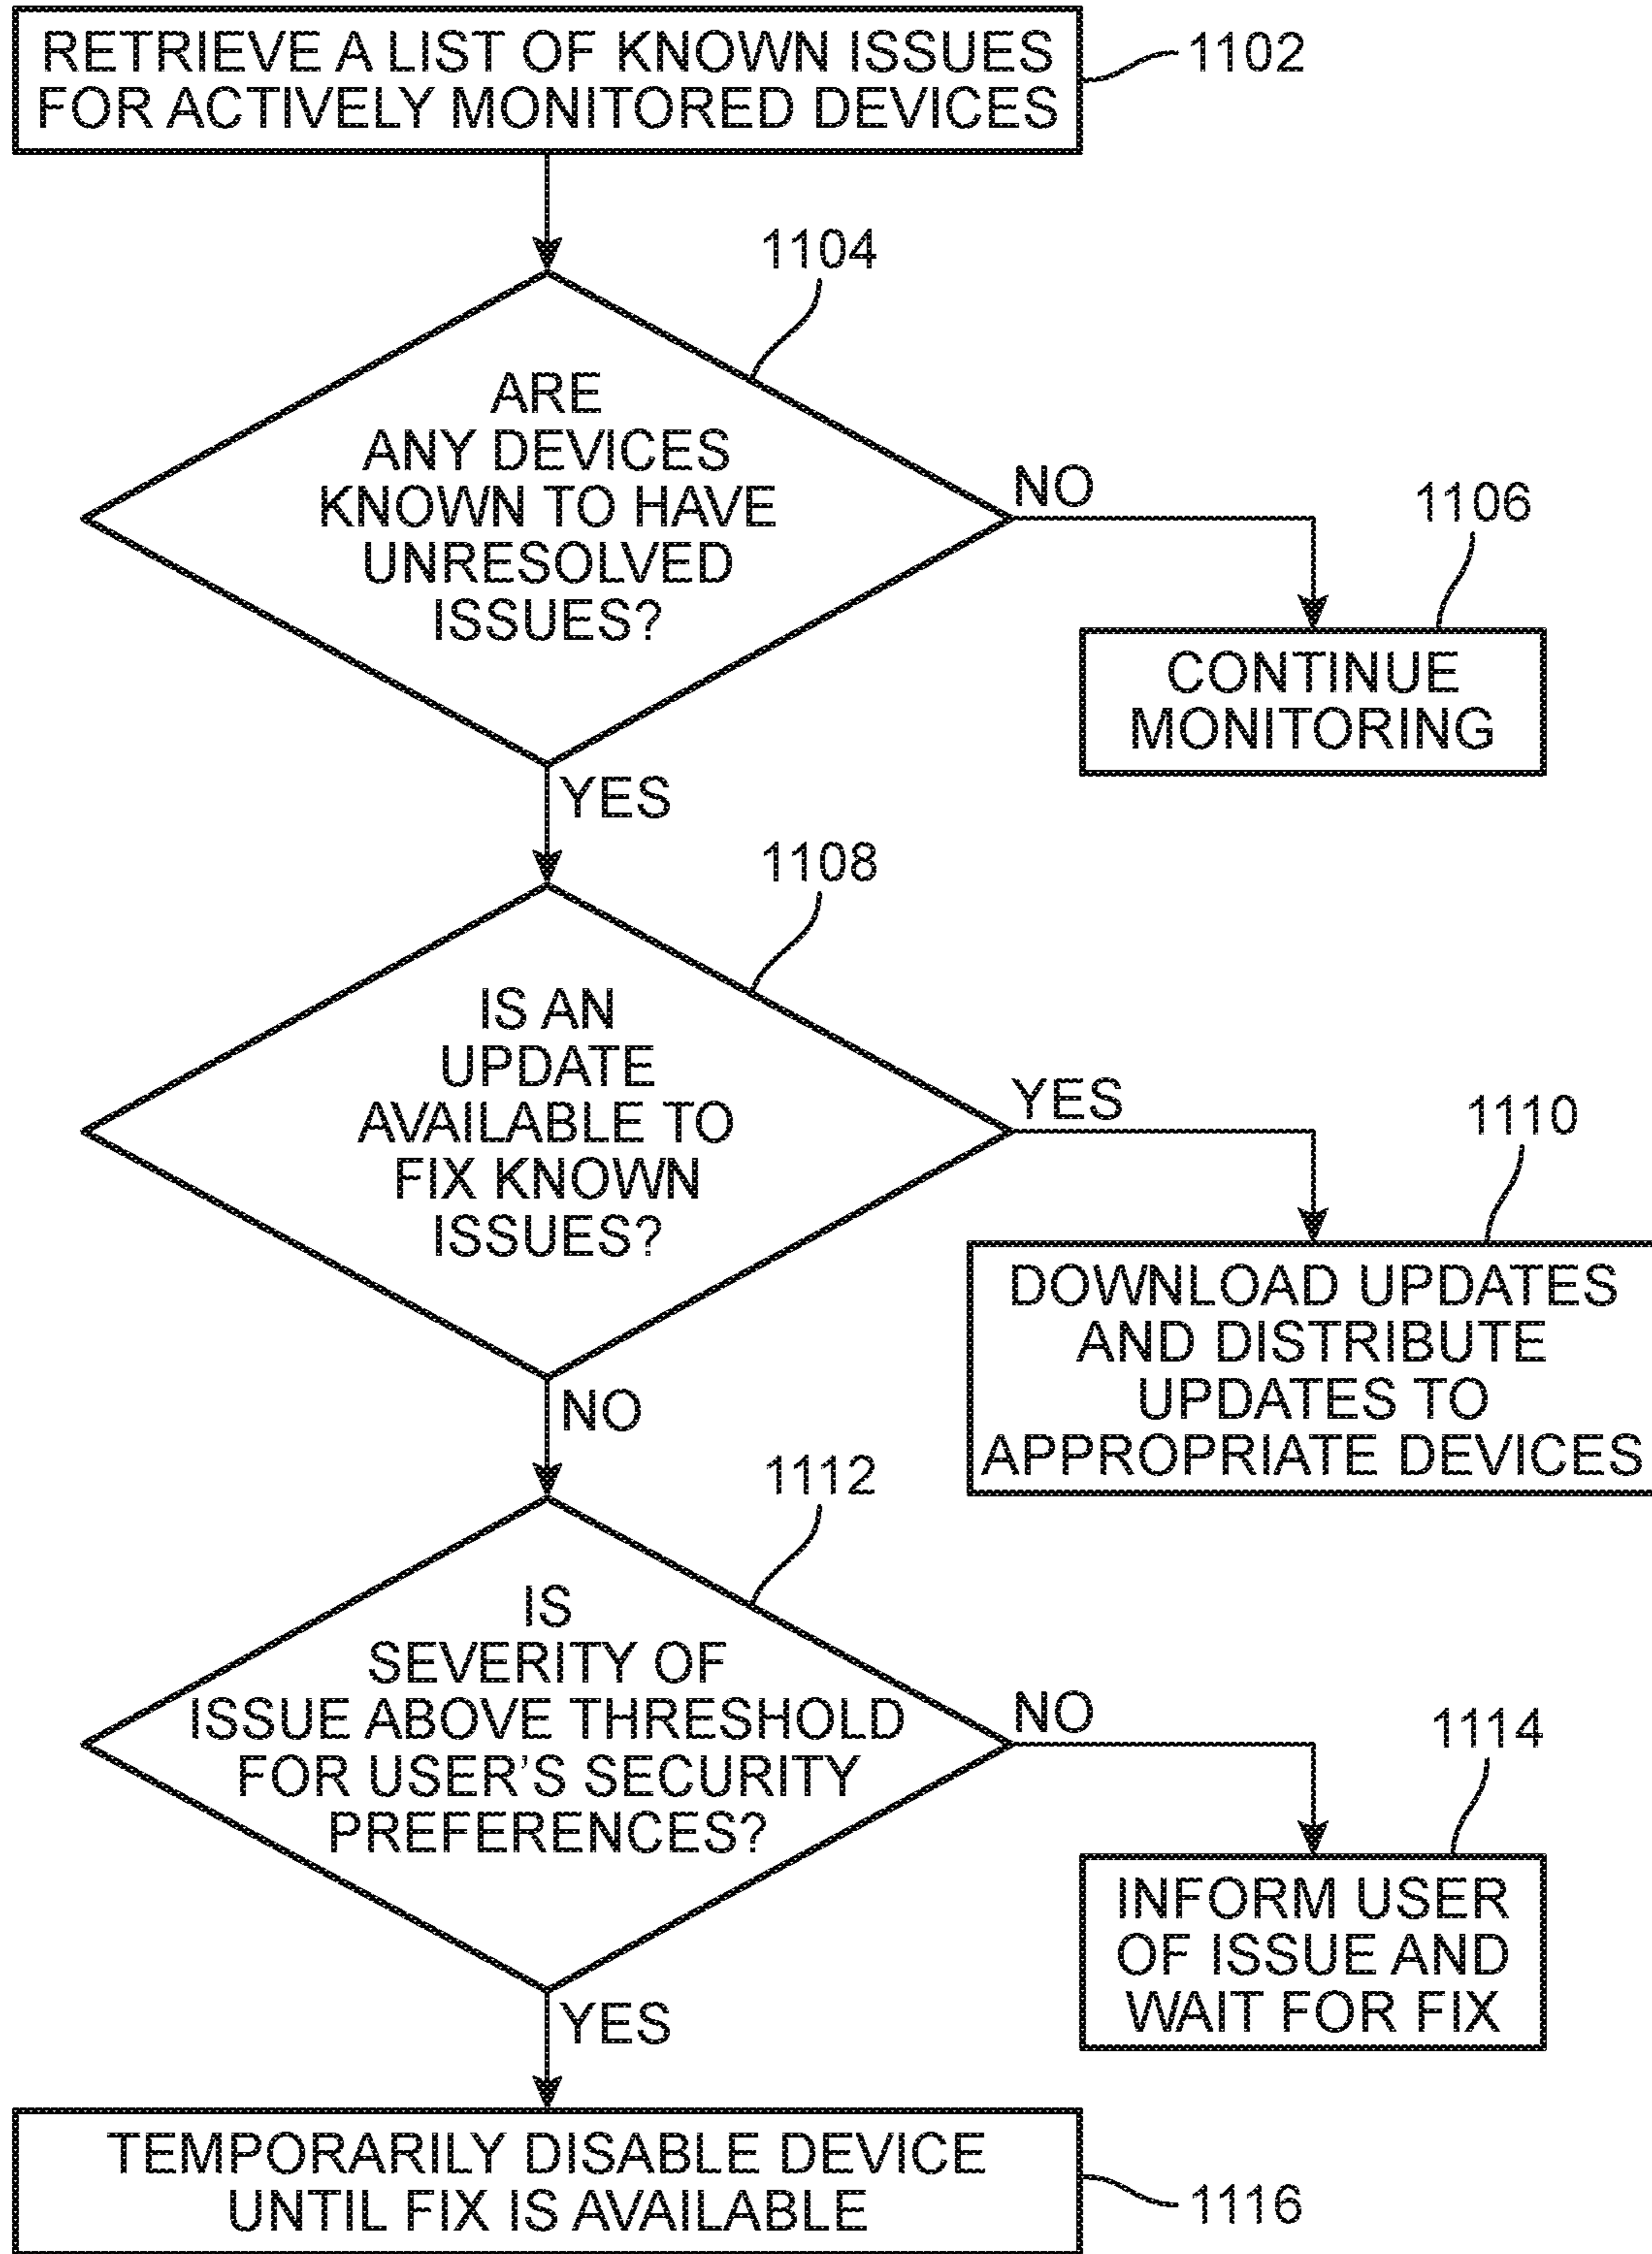 RETRIEVE A LIST OF KNOWN ISSUES
FOR ACTIVELY MONITORED DEVICES
1102
1104
ARE
ANY DEVICES
KNOWN TO HAVE
UNRESOLVED
ISSUES?
NO
1106
CONTINUE
MONITORING
YES
1108
IS AN
UPDATE
AVAILABLE TO
FIX KNOWN
ISSUES?
YES
1110
DOWNLOAD UPDATES
AND DISTRIBUTE
UPDATES TO
APPROPRIATE DEVICES
NO
1112
IS
SEVERITY OF
ISSUE ABOVE THRESHOLD
FOR USER'S SECURITY
PREFERENCES?
NO
1114
INFORM USER
OF ISSUE AND
WAIT FOR FIX
YES
TEMPORARILY DISABLE DEVICE
UNTIL FIX IS AVAILABLE
1116